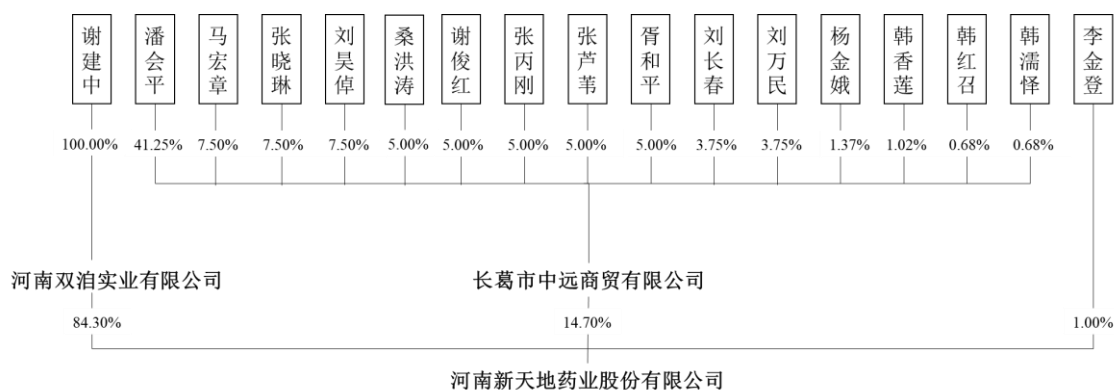 谢建中 潘会平 马宏章 张晓琳 刘昊倬 桑洪涛 谢俊红 张丙刚 张芦苇 胥和平 刘长春 刘万民 杨金娥 韩香莲 韩红召 韩濡怿 李金登
100.00% 41.25% 7.50% 7.50% 7.50% 5.00% 5.00% 5.00% 5.00% 5.00% 3.75% 3.75% 1.37% 1.02% 0.68% 0.68%
河南双洎实业有限公司 长葛市中远商贸有限公司
84.30% 14.70% 1.00%
河南新天地药业股份有限公司